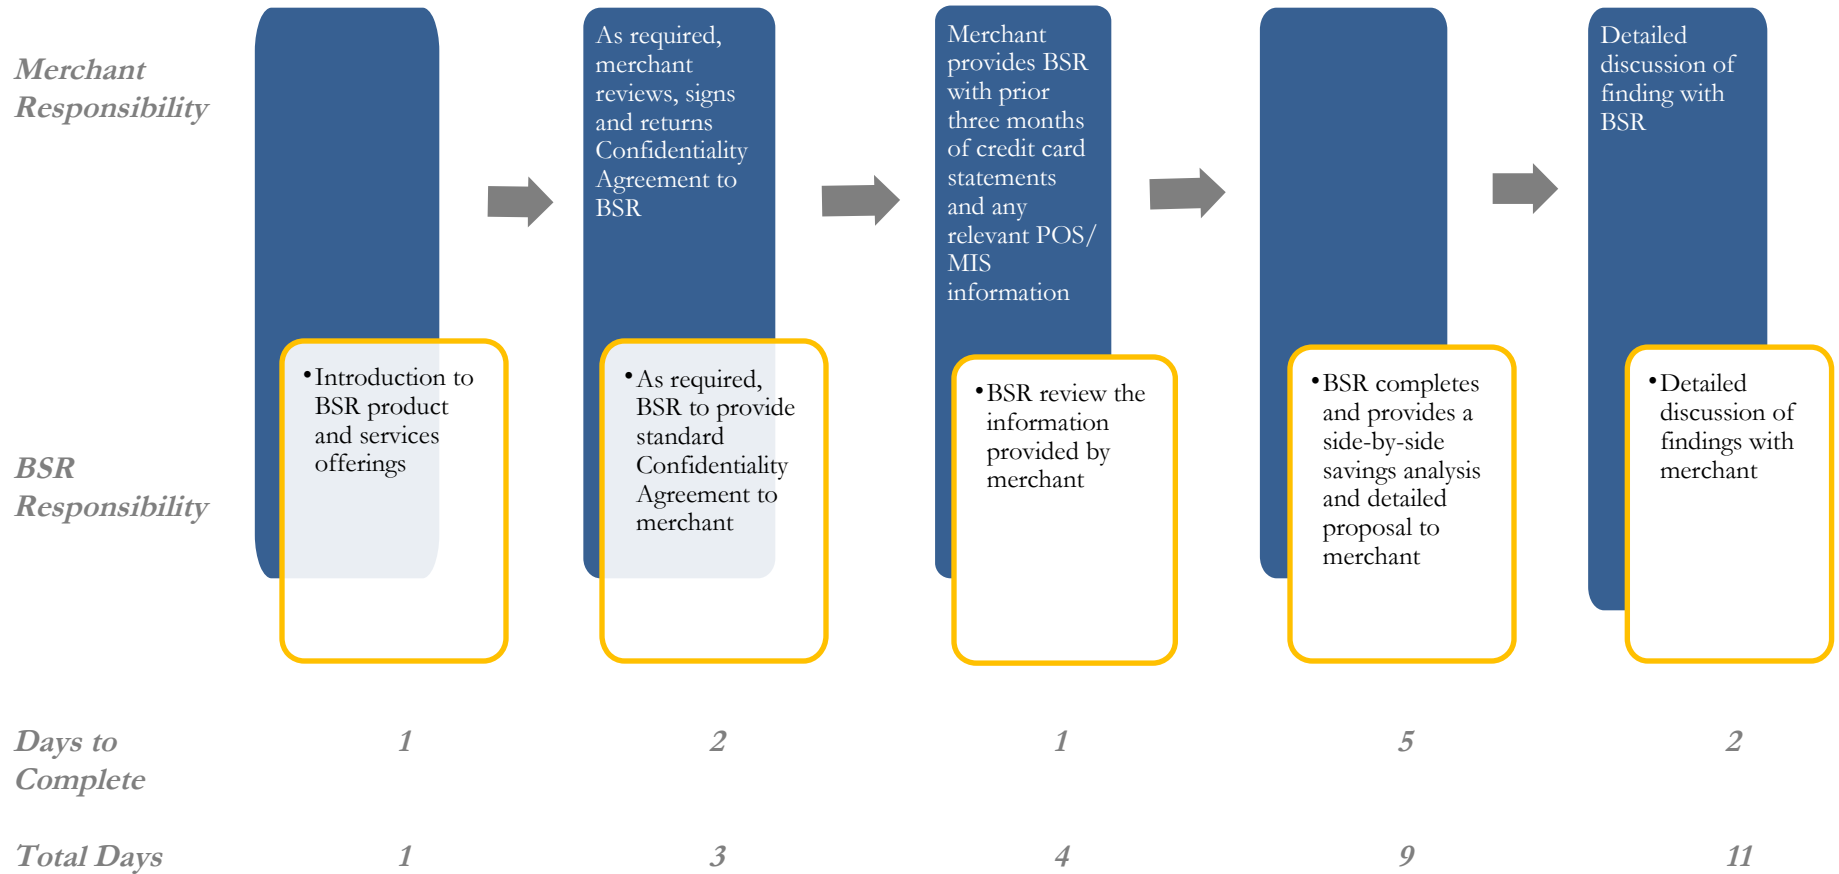 Merchant
Responsibility
As required,
merchant
reviews, signs
and returns
Confidentiality
Agreement to
BSR
Merchant
provides BSR
with prior
three months
of credit card
statements
and any
relevant POS/
MIS
information
Detailed
discussion of
finding with
BSR
BSR
Responsibility
•Introduction to
BSR product
and services
offerings
•As required,
BSR to provide
standard
Confidentiality
Agreement to
merchant
•BSR review the
information
provided by
merchant
•BSR completes
and provides a
side-by-side
savings analysis
and detailed
proposal to
merchant
•Detailed
discussion of
findings with
merchant
Days to
Complete
1 2 1 5 2
Total Days 1 3 4 9 11